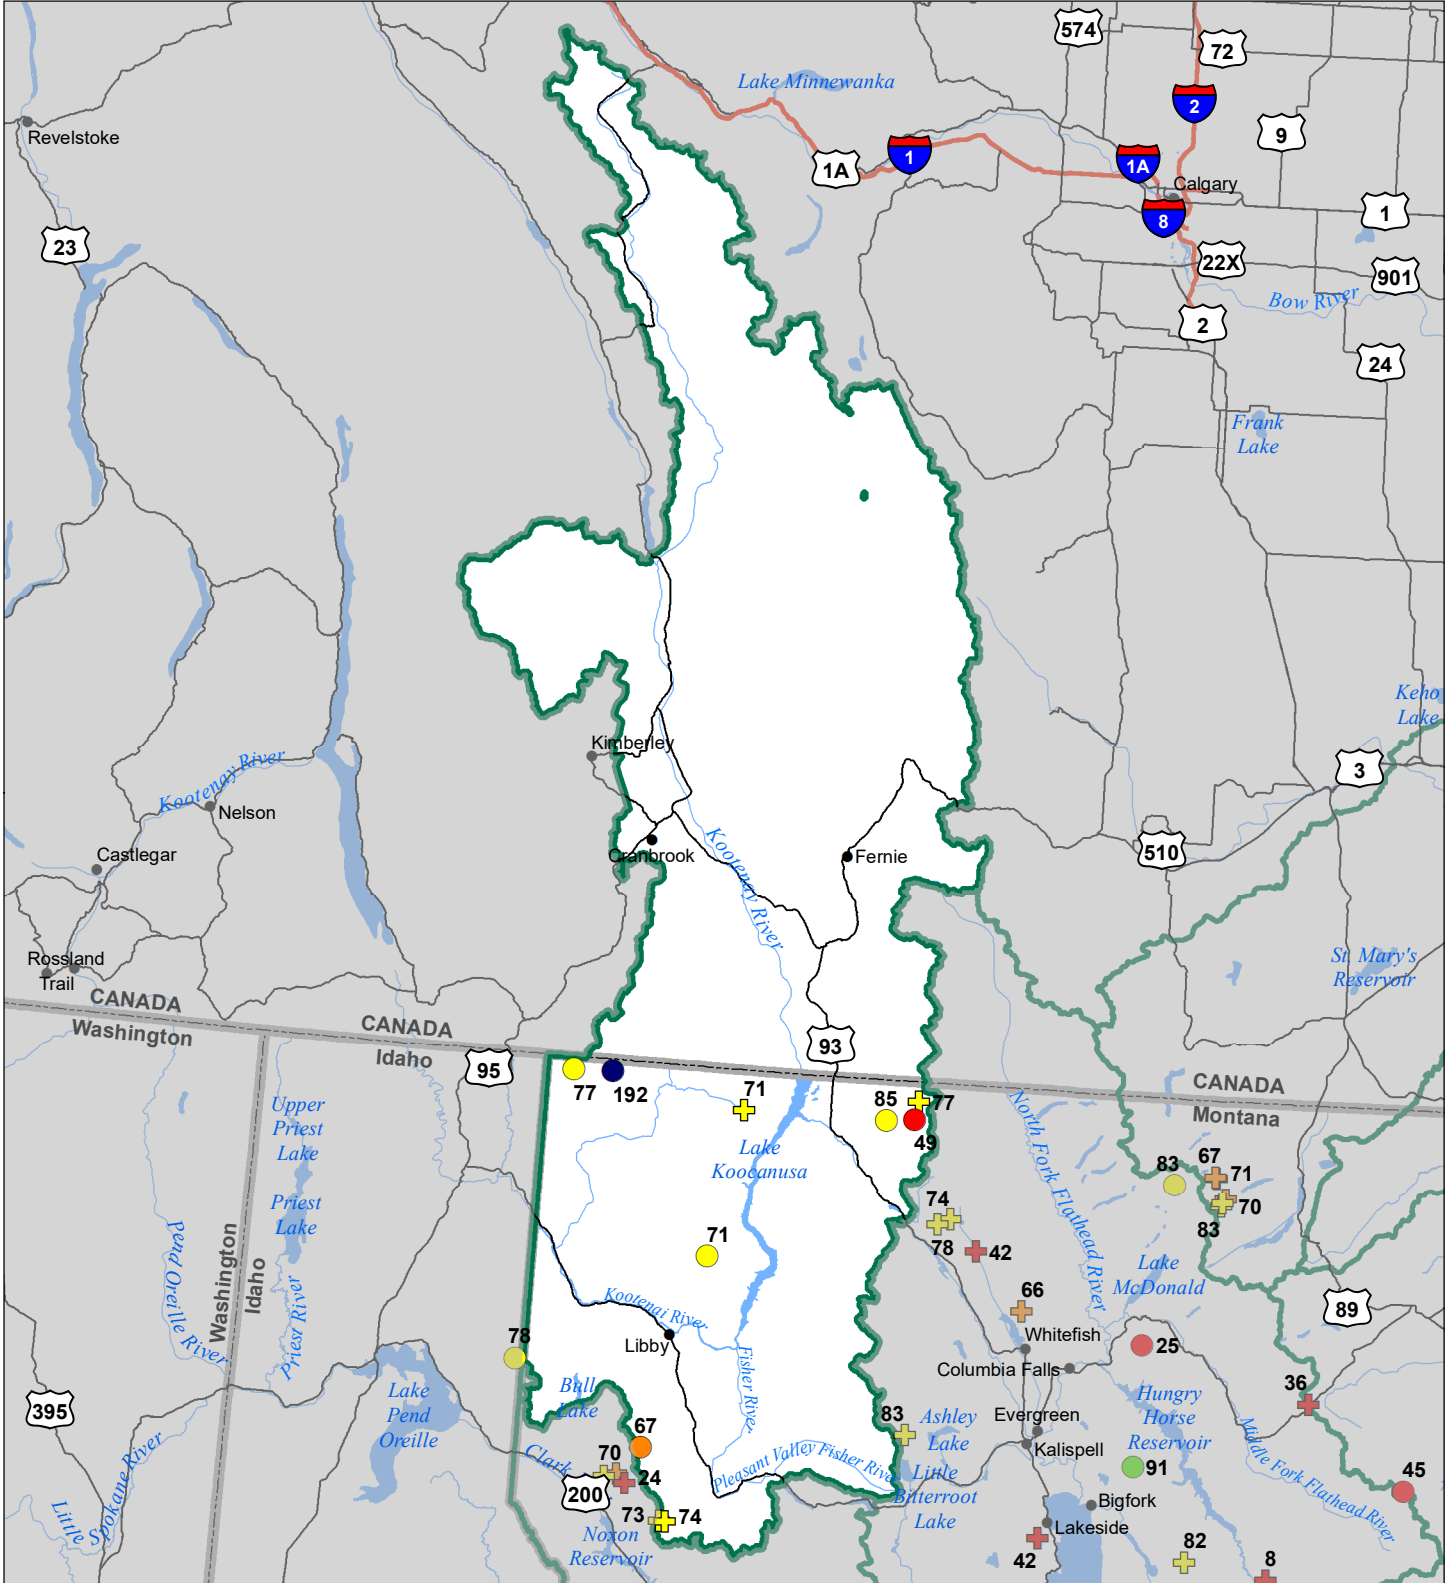 574
72
Lake Minnewanka
2
Revelstoke
9
1
1A
1A
Calgary
8
1
23
22X
901
Bow River
2
24
Frank
Lake
Keho
Lake
Kimberley
3
Kootenay River
Nelson
Castlegar
Cranbrook
Kootenay River
Fernie
510
Rossland
Trail
St. Mary's
Reservoir
CANADA
Washington
CANADA
Idaho
93
95
CANADA
Montana
77
192
71
85
77
49
Upper
Priest
Lake
Lake
Koocanusa
North Fork Flathead River
83
67
71
70
83
Priest
Lake
74
78
42
Pend Oreille River
Washington
Idaho
Priest River
71
Lake
McDonald
Kootenai River
66
89
Whitefish
Libby
78
Fisher River
25
Columbia Falls
Bull
Lake
Lake
Pend
Oreille
395
36
Hungry
Horse
Reservoir
83
Ashley
Lake
Evergreen
Kalispell
Middle Fork Flathead River
67
70
24
Clark
200
Pleasant Valley Fisher River
Little
Bitterroot
Lake
91
45
Little
Spokane River
73
74
Noxon
Reservoir
Bigfork
Lakeside
42
82
8